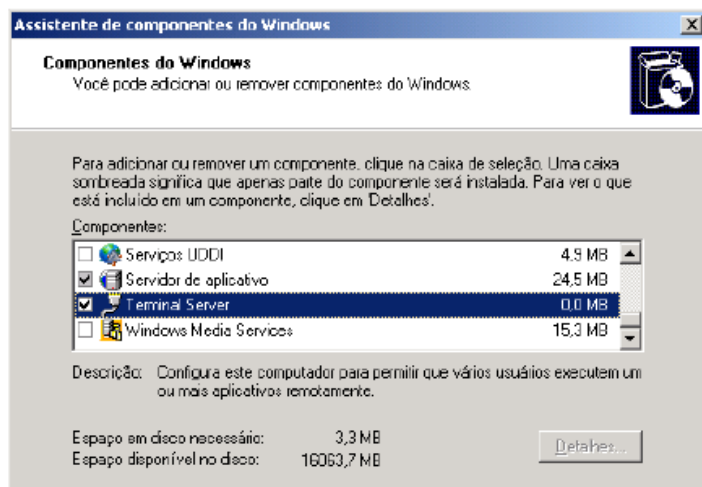 Assistente de componentes do Windows
Componentes do Windows
Você pode adicionar ou remover componentes do Windows.
Para adicionar ou remover um componente, clique na caixa de seleção. Uma caixa
sombreada significa que apenas parte do componente será instalada. Para ver o que
está incluído em um componente, clique em 'Detalhes'.
Componentes:
Serviços UDDI 4,9 MB
Servidor de aplicativo 24,5 MB
Terminal Server 0,0 MB
Windows Media Services 15,3 MB
Descrição: Configura este computador para permitir que vários usuários executem um
ou mais aplicativos remotamente.
Espaço em disco necessário: 3,3 MB
Espaço disponível no disco: 16063,7 MB
Detalhes...